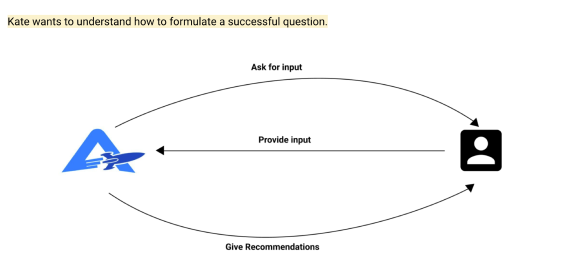 Kate wants to understand how to formulate a successful question.
Ask for input
Provide input
Give Recommendations